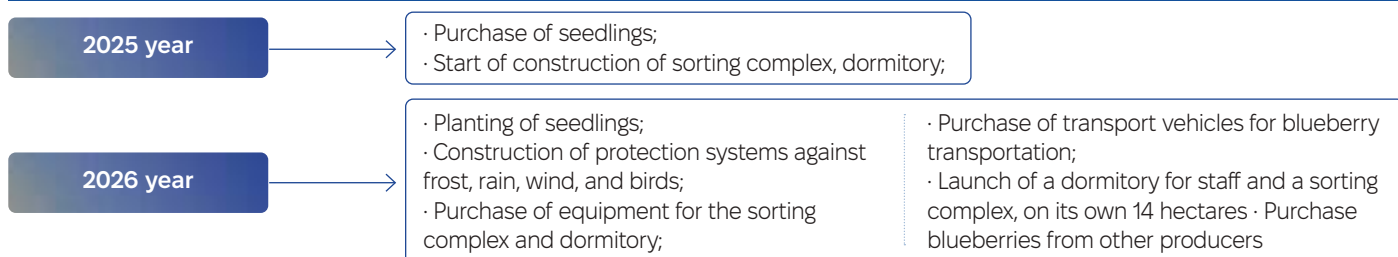 2025 year
· Purchase of seedlings;
· Start of construction of sorting complex, dormitory;
2026 year
· Planting of seedlings;
· Construction of protection systems against
frost, rain, wind, and birds;
· Purchase of equipment for the sorting
complex and dormitory;
· Purchase of transport vehicles for blueberry
transportation;
· Launch of a dormitory for staff and a sorting
complex, on its own 14 hectares · Purchase
blueberries from other producers